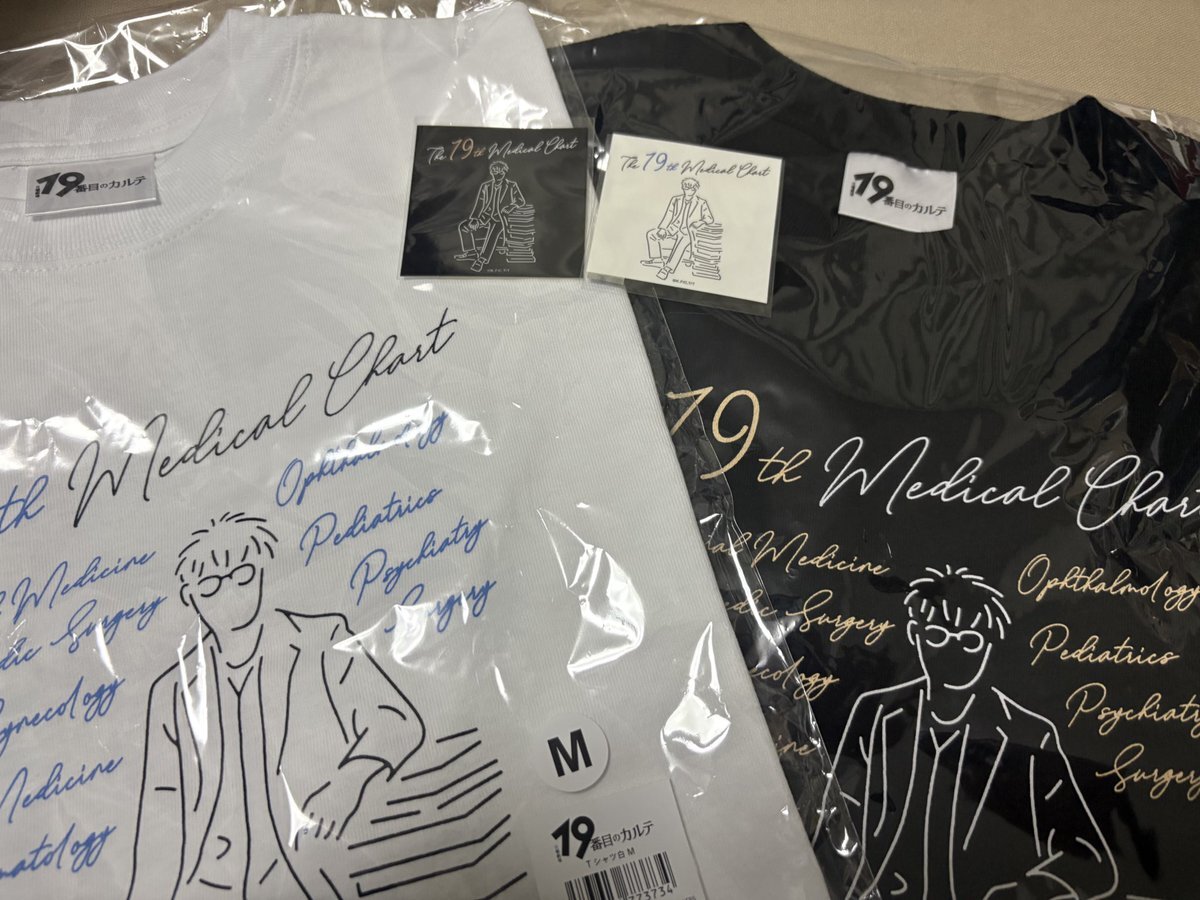 19番目のカルテ
The 19th Medical Chart
The 19th Medical Chart
19番目のカルテ
th Medical Chart
Ophthalmology
Medicine
Pediatrics
Surgery
Psychiatry
Surgery
Medicine
M
19番目のカルテ
Tシャツ白 M
19th Medical Chart
Medicine
Ophthalmology
Surgery
Pediatrics
Psychiatry
Surgery